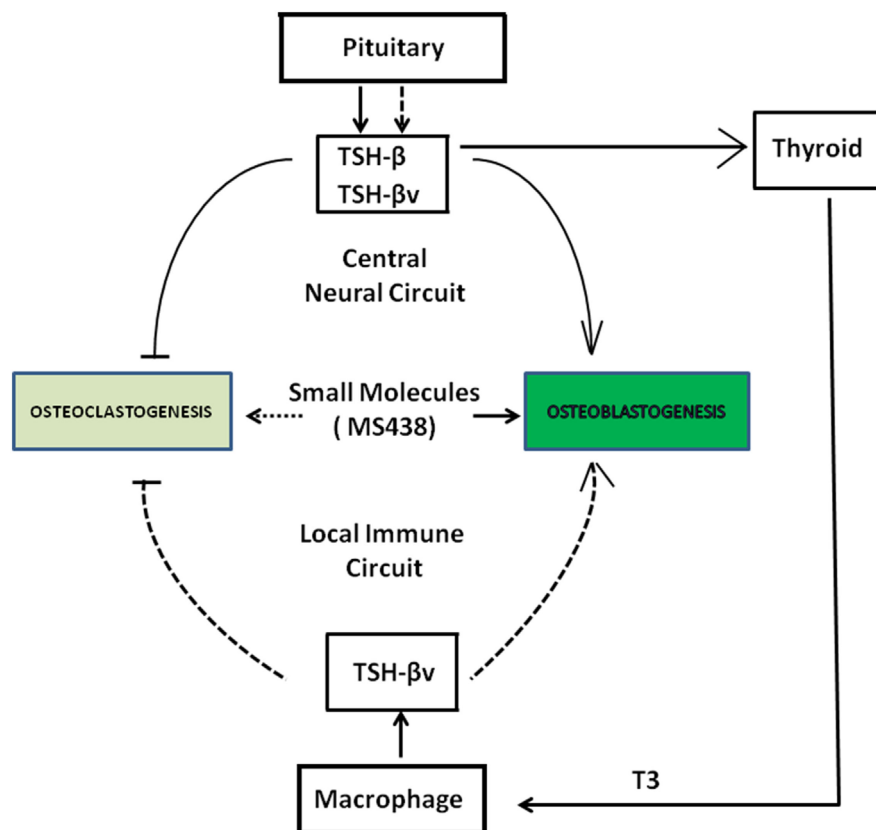 Pituitary
TSH-β
TSH-βv
Thyroid
Central
Neural Circuit
OSTEOCLASTOGENESIS
Small Molecules
( MS438)
OSTEOBLASTOGENESIS
Local Immune
Circuit
TSH-βv
T3
Macrophage